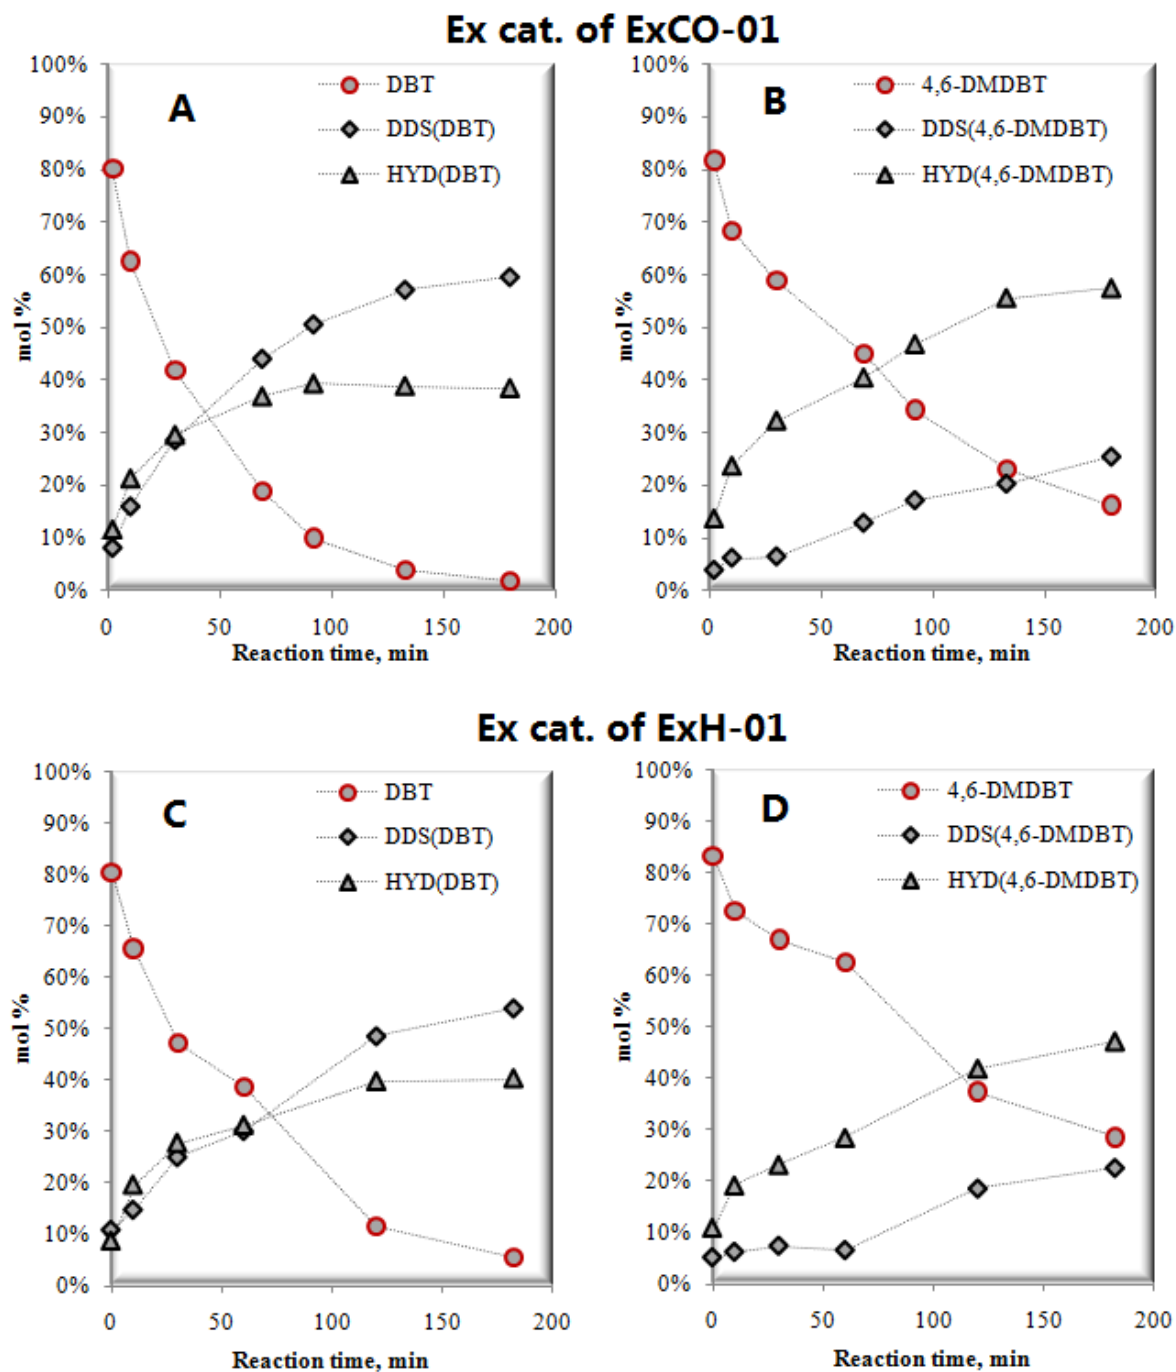 Ex cat. of ExCO-01
100%
90%
80%
70%
60%
50%
40%
30%
20%
10%
0%
mol %
A
DBT
DDS(DBT)
HYD(DBT)
0 50 100 150 200
Reaction time, min
100%
90%
80%
70%
60%
50%
40%
30%
20%
10%
0%
mol %
B
4,6-DMDBT
DDS(4,6-DMDBT)
HYD(4,6-DMDBT)
0 50 100 150 200
Reaction time, min
Ex cat. of ExH-01
100%
90%
80%
70%
60%
50%
40%
30%
20%
10%
0%
mol %
C
DBT
DDS(DBT)
HYD(DBT)
0 50 100 150 200
Reaction time, min
100%
90%
80%
70%
60%
50%
40%
30%
20%
10%
0%
mol %
D
4,6-DMDBT
DDS(4,6-DMDBT)
HYD(4,6-DMDBT)
0 50 100 150 200
Reaction time, min